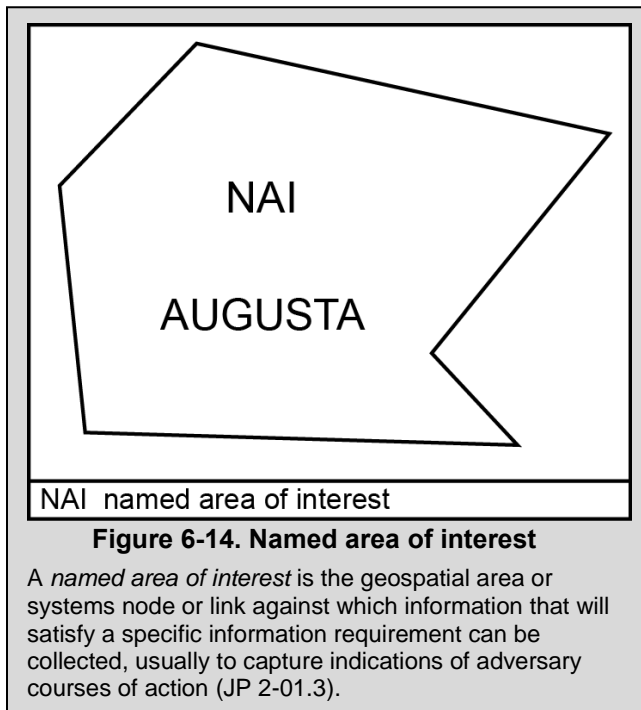 NAI
AUGUSTA
NAI named area of interest
Figure 6-14. Named area of interest
A named area of interest is the geospatial area or
systems node or link against which information that will
satisfy a specific information requirement can be
collected, usually to capture indications of adversary
courses of action (JP 2-01.3).